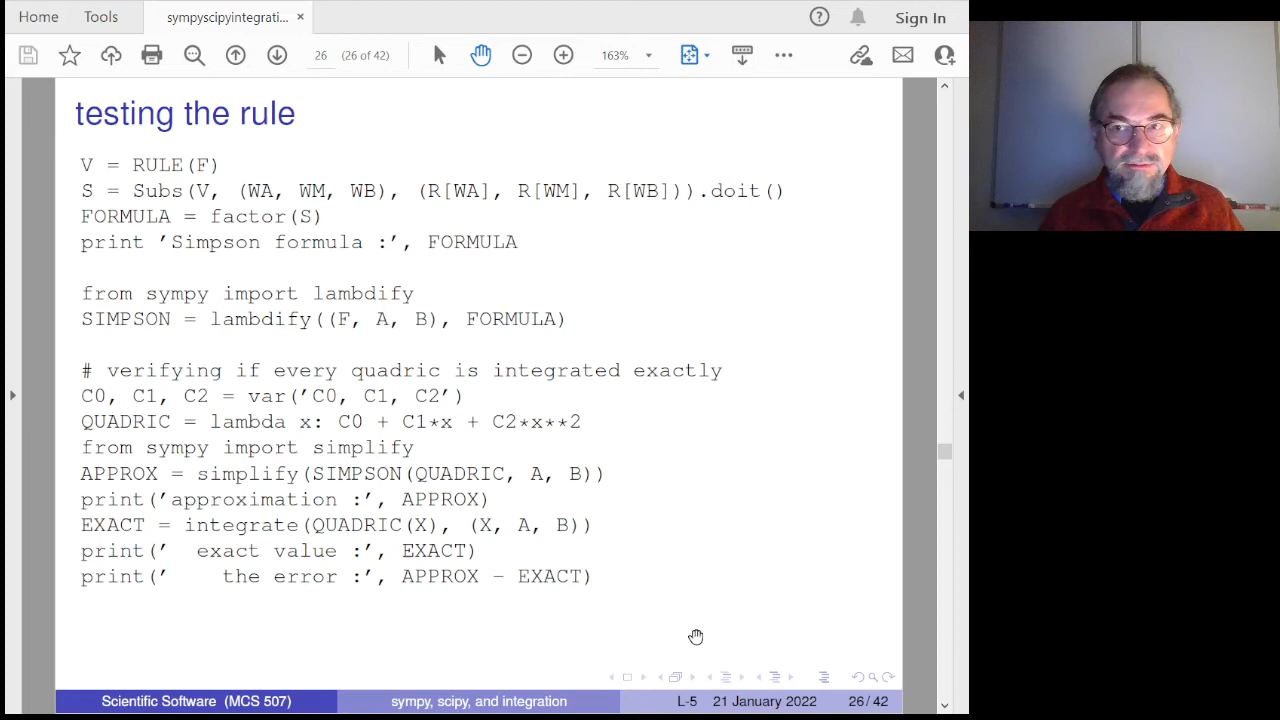 Home Tools sympyscipyintegrati... × Sign In
26 (26 of 42) 163%
testing the rule
V = RULE(F)
S = Subs(V, (WA, WM, WB), (R[WA], R[WM], R[WB])).doit()
FORMULA = factor(S)
print ’Simpson formula :’, FORMULA
from sympy import lambdify
SIMPSON = lambdify((F, A, B), FORMULA)
# verifying if every quadric is integrated exactly
C0, C1, C2 = var(’C0, C1, C2’)
QUADRIC = lambda x: C0 + C1*x + C2*x**2
from sympy import simplify
APPROX = simplify(SIMPSON(QUADRIC, A, B))
print(’approximation :’, APPROX)
EXACT = integrate(QUADRIC(X), (X, A, B))
print(’  exact value :’, EXACT)
print(’    the error :’, APPROX - EXACT)
Scientific Software (MCS 507) sympy, scipy, and integration L-5 21 January 2022 26 / 42